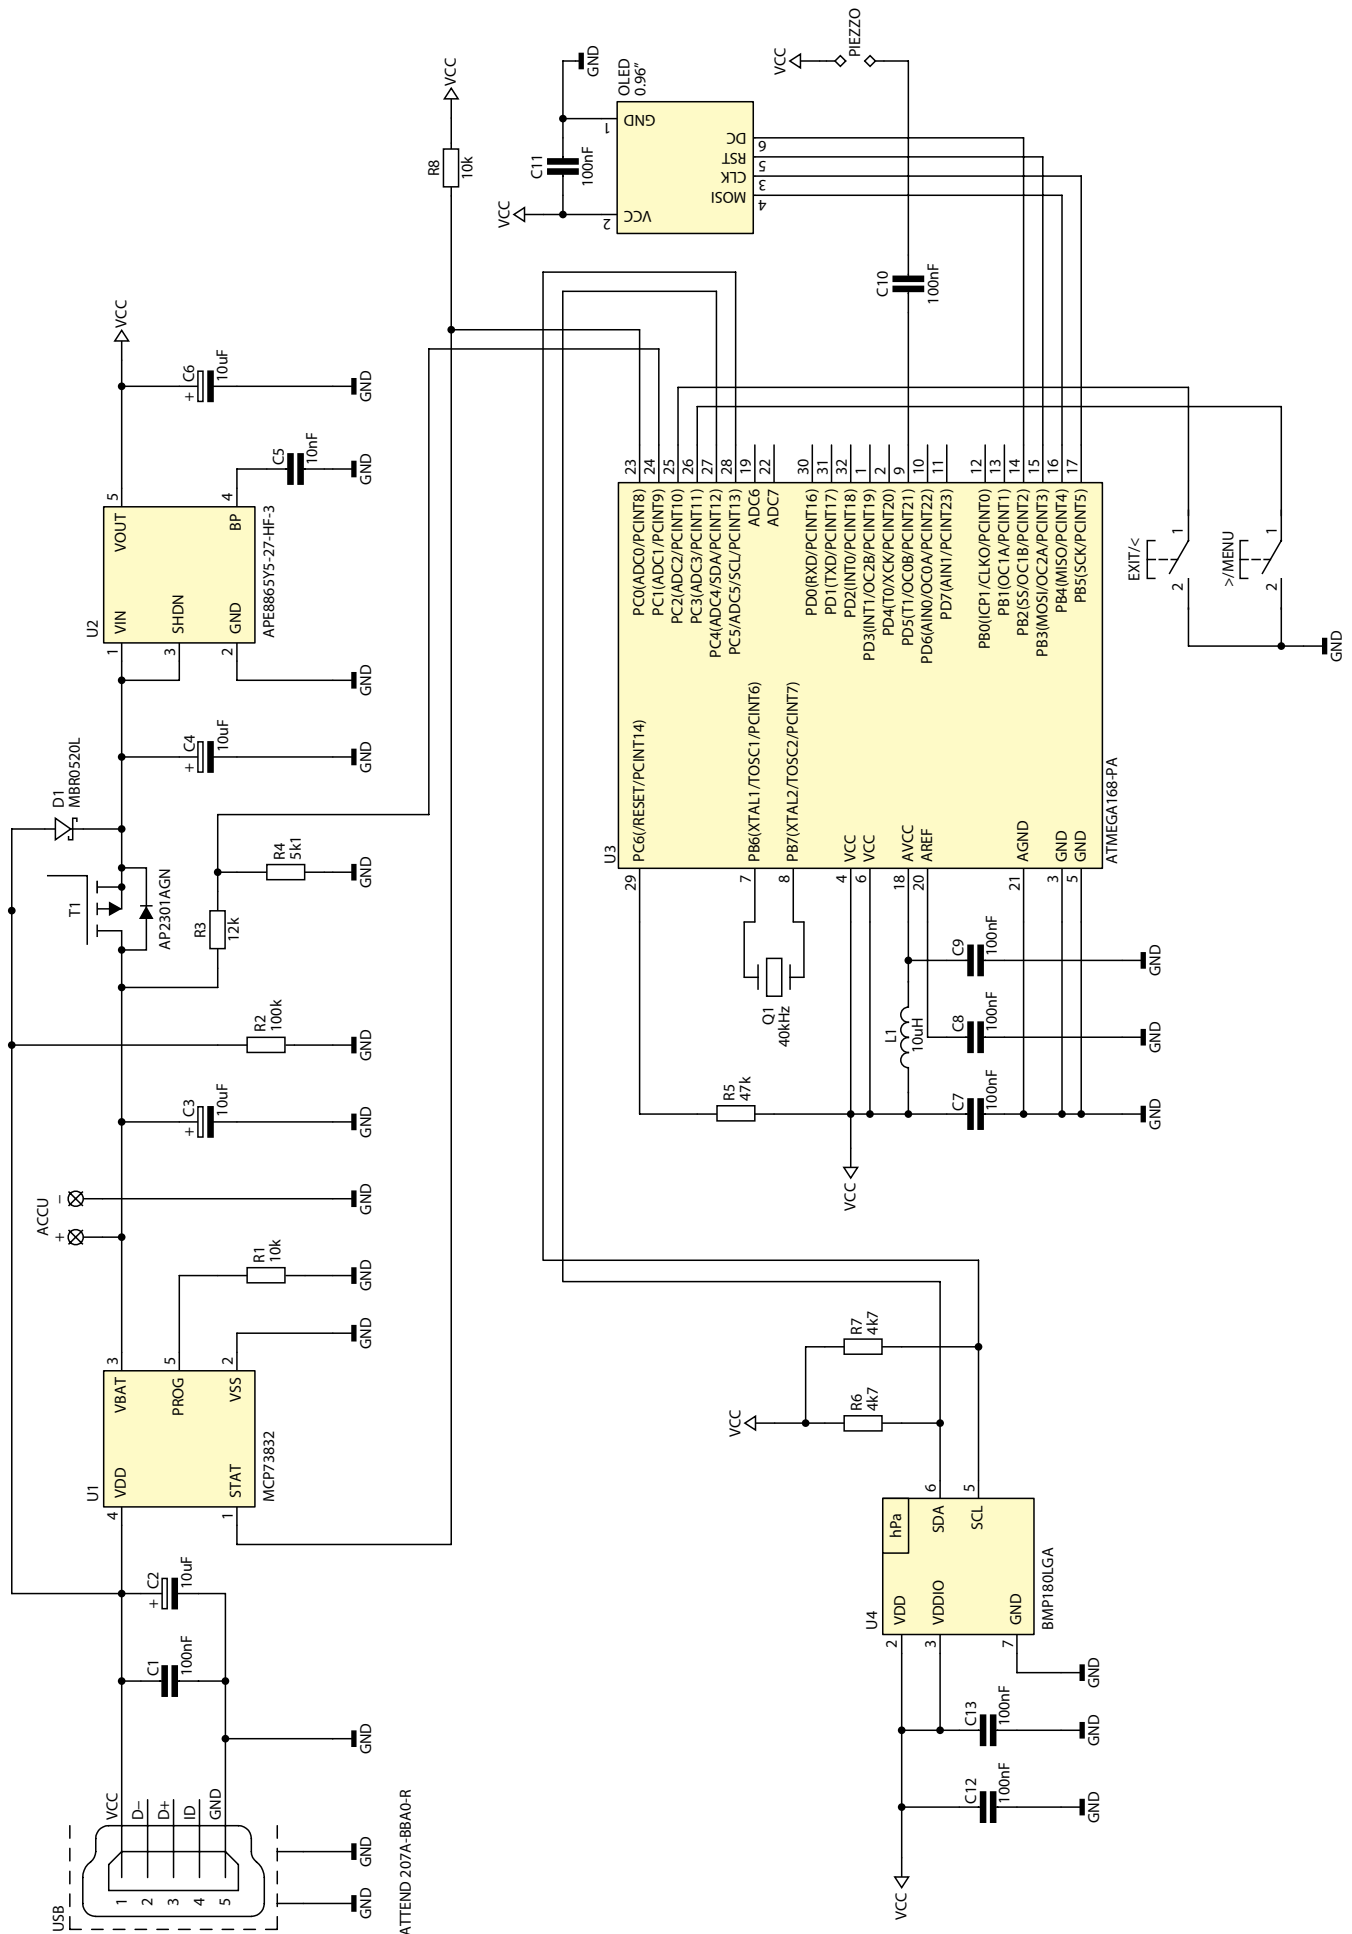 USB
ATTEND 207A-BBA0-R
1 VCC
2 D–
3 D+
4 ID
5 GND
GND
GND
GND
C1
100nF
C2
10uF
+
U1
MCP73832
4 VDD
1 STAT
3 VBAT
5 PROG
2 VSS
GND
R1
10k
GND
ACCU
+ –
GND
C3
10uF
+
GND
R2
100k
GND
R3
12k
R4
5k1
GND
T1
AP2301AGN
D1
MBR0520L
C4
10uF
+
GND
U2
APE8865Y5-27-HF-3
1 VIN
3 SHDN
2 GND
5 VOUT
4 BP
GND
C5
10nF
GND
C6
10uF
+
GND
VCC
R8
10k
VCC
OLED
0.96”
1 GND
2 VCC
DC 6
RST 5
CLK 3
MOSI 4
C11
100nF
GND
VCC
PIEZZO
VCC
C10
100nF
U3
ATMEGA168-PA
PC0(ADC0/PCINT8) 23
PC1(ADC1/PCINT9) 24
PC2(ADC2/PCINT10) 25
PC3(ADC3/PCINT11) 26
PC4(ADC4/SDA/PCINT12) 27
PC5/ADC5/SCL/PCINT13) 28
ADC6 19
ADC7 22
PD0(RXD/PCINT16) 30
PD1(TXD/PCINT17) 31
PD2(INT0/PCINT18) 32
PD3(INT1/OC2B/PCINT19) 1
PD4(T0/XCK/PCINT20) 2
PD5(T1/OC0B/PCINT21) 9
PD6(AIN0/OC0A/PCINT22) 10
PD7(AIN1/PCINT23) 11
PB0(ICP1/CLKO/PCINT0) 12
PB1(OC1A/PCINT1) 13
PB2(SS/OC1B/PCINT2) 14
PB3(MOSI/OC2A/PCINT3) 15
PB4(MISO/PCINT4) 16
PB5(SCK/PCINT5) 17
29 PC6(/RESET/PCINT14)
7 PB6(XTAL1/TOSC1/PCINT6)
8 PB7(XTAL2/TOSC2/PCINT7)
4 VCC
6 VCC
18 AVCC
20 AREF
21 AGND
3 GND
5 GND
EXIT/<
1 2
>/MENU
1 2
GND
Q1
40kHz
R5
47k
L1
10uH
C9
100nF
C8
100nF
C7
100nF
GND
GND
GND
VCC
R7
4k7
R6
4k7
VCC
U4
BMP180LGA
hPa
2 VDD
3 VDDIO
7 GND
6 SDA
5 SCL
GND
C13
100nF
GND
C12
100nF
GND
VCC